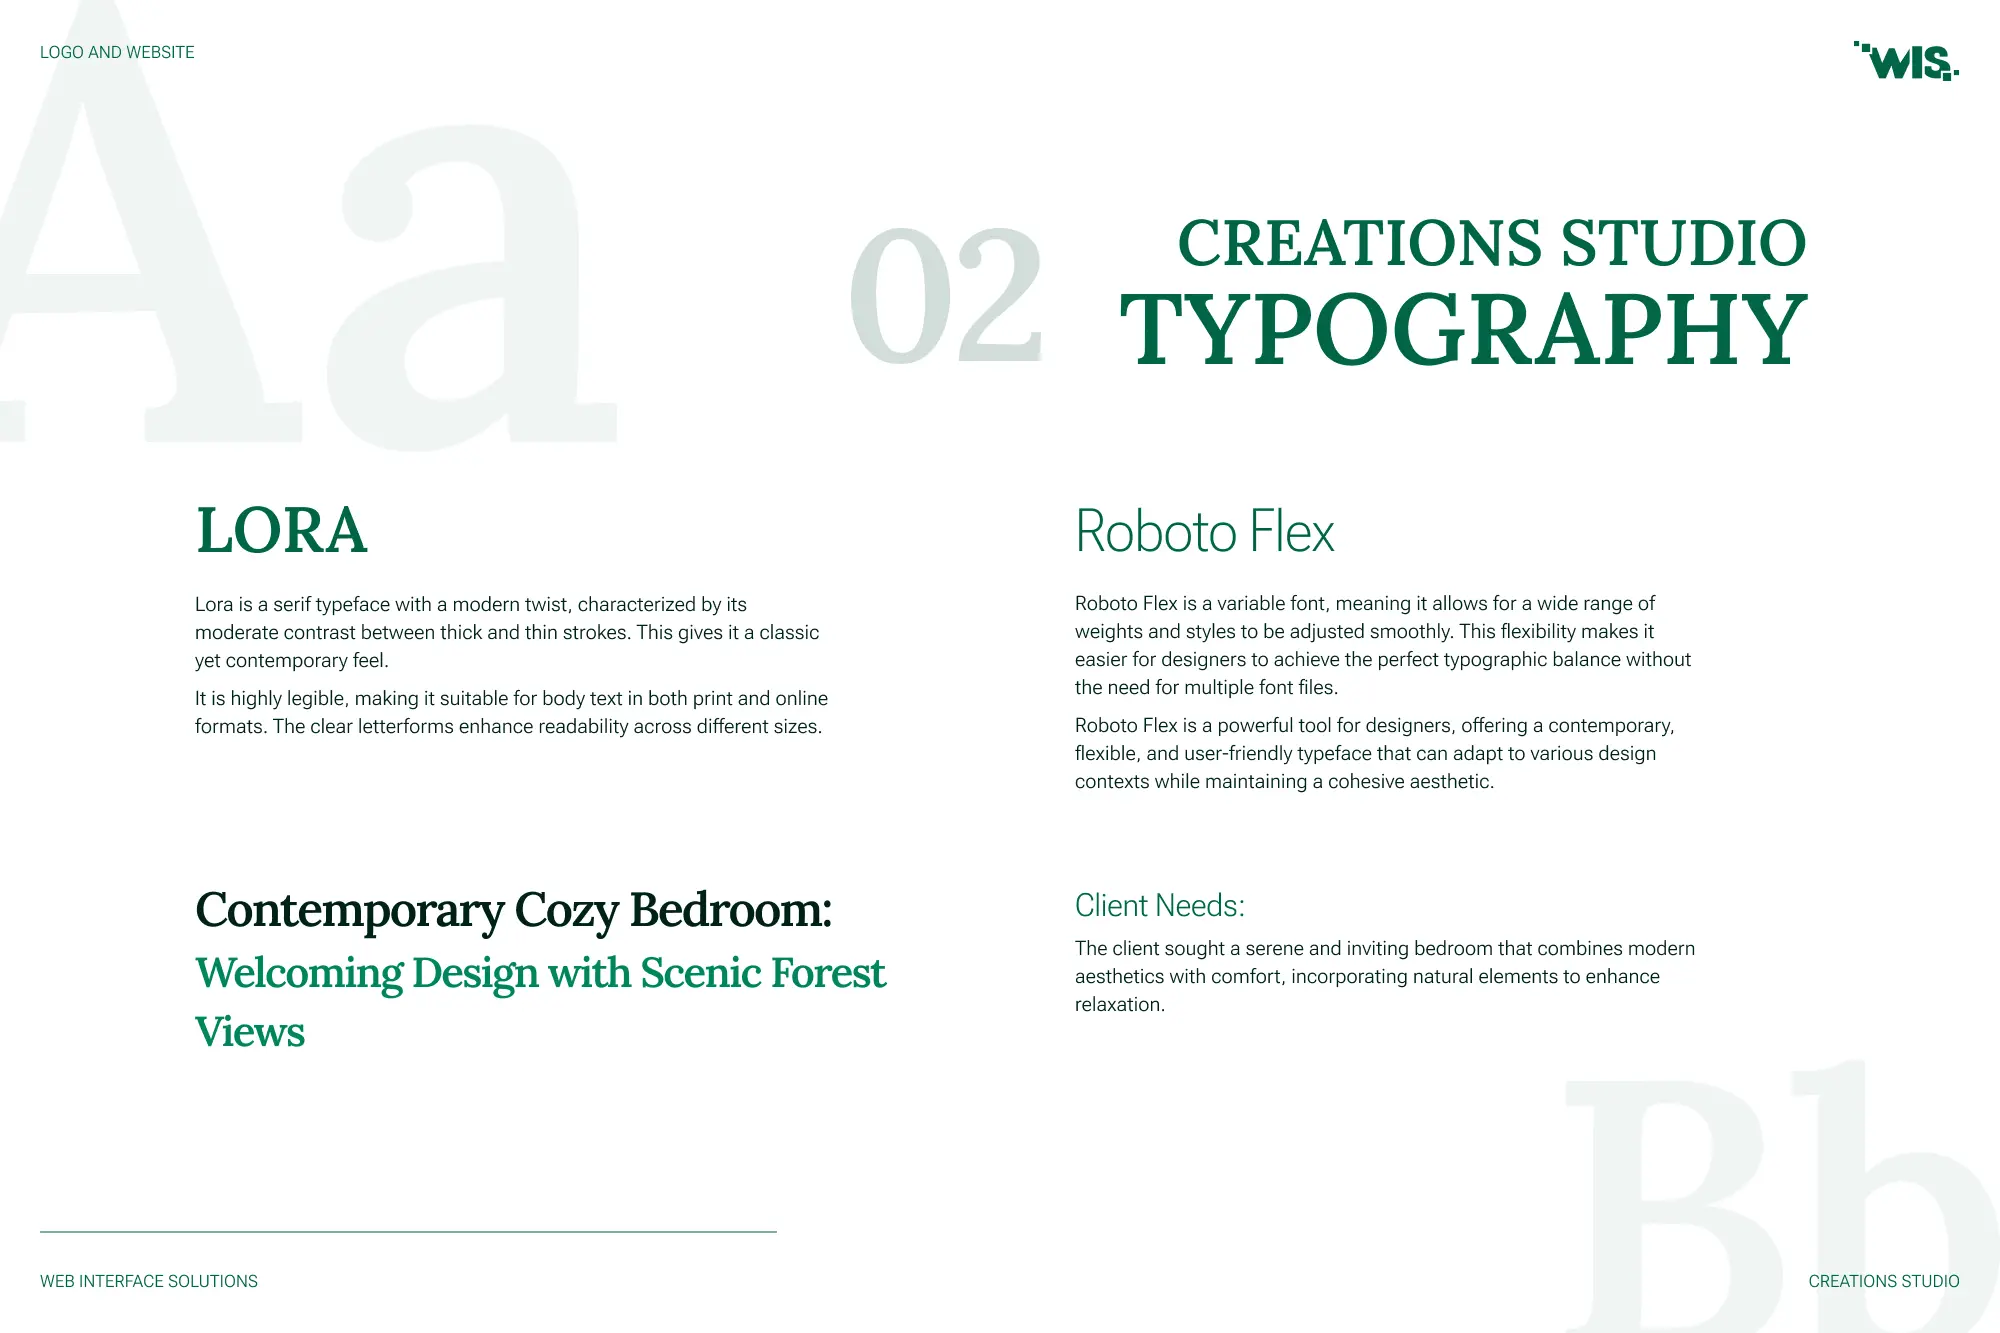 LOGO AND WEBSITE
WIS.
Aa
02
CREATIONS STUDIO
TYPOGRAPHY
LORA
Lora is a serif typeface with a modern twist, characterized by its
moderate contrast between thick and thin strokes. This gives it a classic
yet contemporary feel.
It is highly legible, making it suitable for body text in both print and online
formats. The clear letterforms enhance readability across different sizes.
Roboto Flex
Roboto Flex is a variable font, meaning it allows for a wide range of
weights and styles to be adjusted smoothly. This flexibility makes it
easier for designers to achieve the perfect typographic balance without
the need for multiple font files.
Roboto Flex is a powerful tool for designers, offering a contemporary,
flexible, and user-friendly typeface that can adapt to various design
contexts while maintaining a cohesive aesthetic.
Contemporary Cozy Bedroom:
Welcoming Design with Scenic Forest
Views
Client Needs:
The client sought a serene and inviting bedroom that combines modern
aesthetics with comfort, incorporating natural elements to enhance
relaxation.
Bb
WEB INTERFACE SOLUTIONS
CREATIONS STUDIO